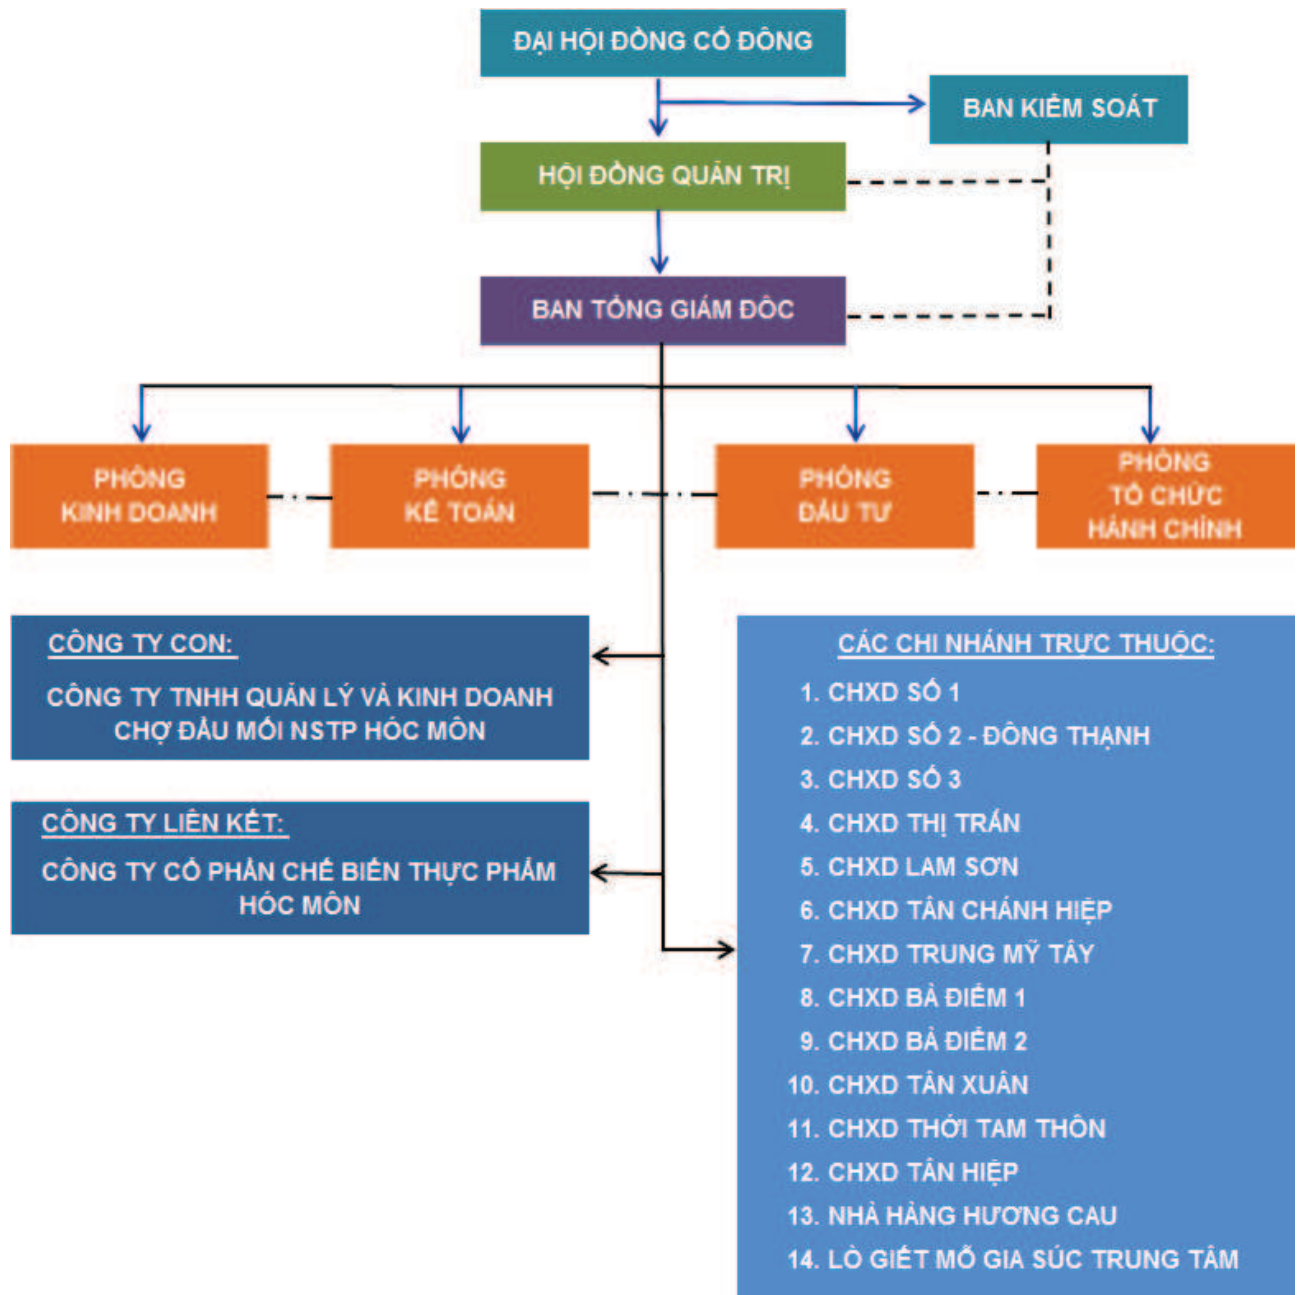 ĐẠI HỘI ĐỒNG CỔ ĐÔNG
BAN KIỂM SOÁT
HỘI ĐỒNG QUẢN TRỊ
BAN TỔNG GIÁM ĐỐC
PHÒNG
KINH DOANH
PHÒNG
KẾ TOÁN
PHÒNG
ĐẦU TƯ
PHÒNG
TỔ CHỨC
HÀNH CHÍNH
CÔNG TY CON:
CÔNG TY TNHH QUẢN LÝ VÀ KINH DOANH
CHỢ ĐẦU MỐI NSTP HÓC MÔN
CÔNG TY LIÊN KẾT:
CÔNG TY CỔ PHẦN CHẾ BIẾN THỰC PHẨM
HÓC MÔN
CÁC CHI NHÁNH TRỰC THUỘC:
1. CHXD SỐ 1
2. CHXD SỐ 2 - ĐÔNG THẠNH
3. CHXD SỐ 3
4. CHXD THỊ TRẤN
5. CHXD LAM SƠN
6. CHXD TÂN CHÁNH HIỆP
7. CHXD TRUNG MỸ TÂY
8. CHXD BÀ ĐIỂM 1
9. CHXD BÀ ĐIỂM 2
10. CHXD TÂN XUÂN
11. CHXD THỚI TAM THÔN
12. CHXD TÂN HIỆP
13. NHÀ HÀNG HƯƠNG CAU
14. LÒ GIẾT MỔ GIA SÚC TRUNG TÂM